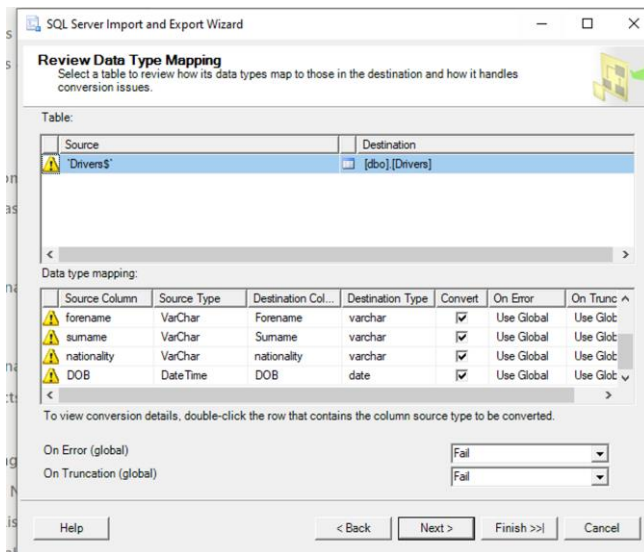 SQL Server Import and Export Wizard
Review Data Type Mapping
Select a table to review how its data types map to those in the destination and how it handles
conversion issues.
Table:
Source Destination
`Drivers$` [dbo].[Drivers]
Data type mapping:
Source Column Source Type Destination Col... Destination Type Convert On Error On Trunc
forename VarChar Forename varchar Use Global Use Glob
surname VarChar Surname varchar Use Global Use Glob
nationality VarChar nationality varchar Use Global Use Glob
DOB DateTime DOB date Use Global Use Glob
To view conversion details, double-click the row that contains the column source type to be converted.
On Error (global) Fail
On Truncation (global) Fail
Help < Back Next > Finish >>| Cancel